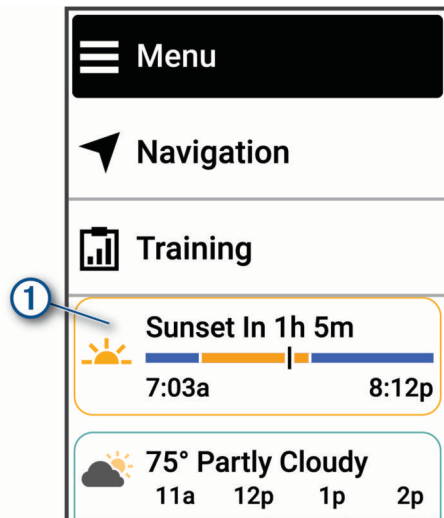 Menu
Navigation
Training
1
Sunset In 1h 5m
7:03a 8:12p
75° Partly Cloudy
11a 12p 1p 2p